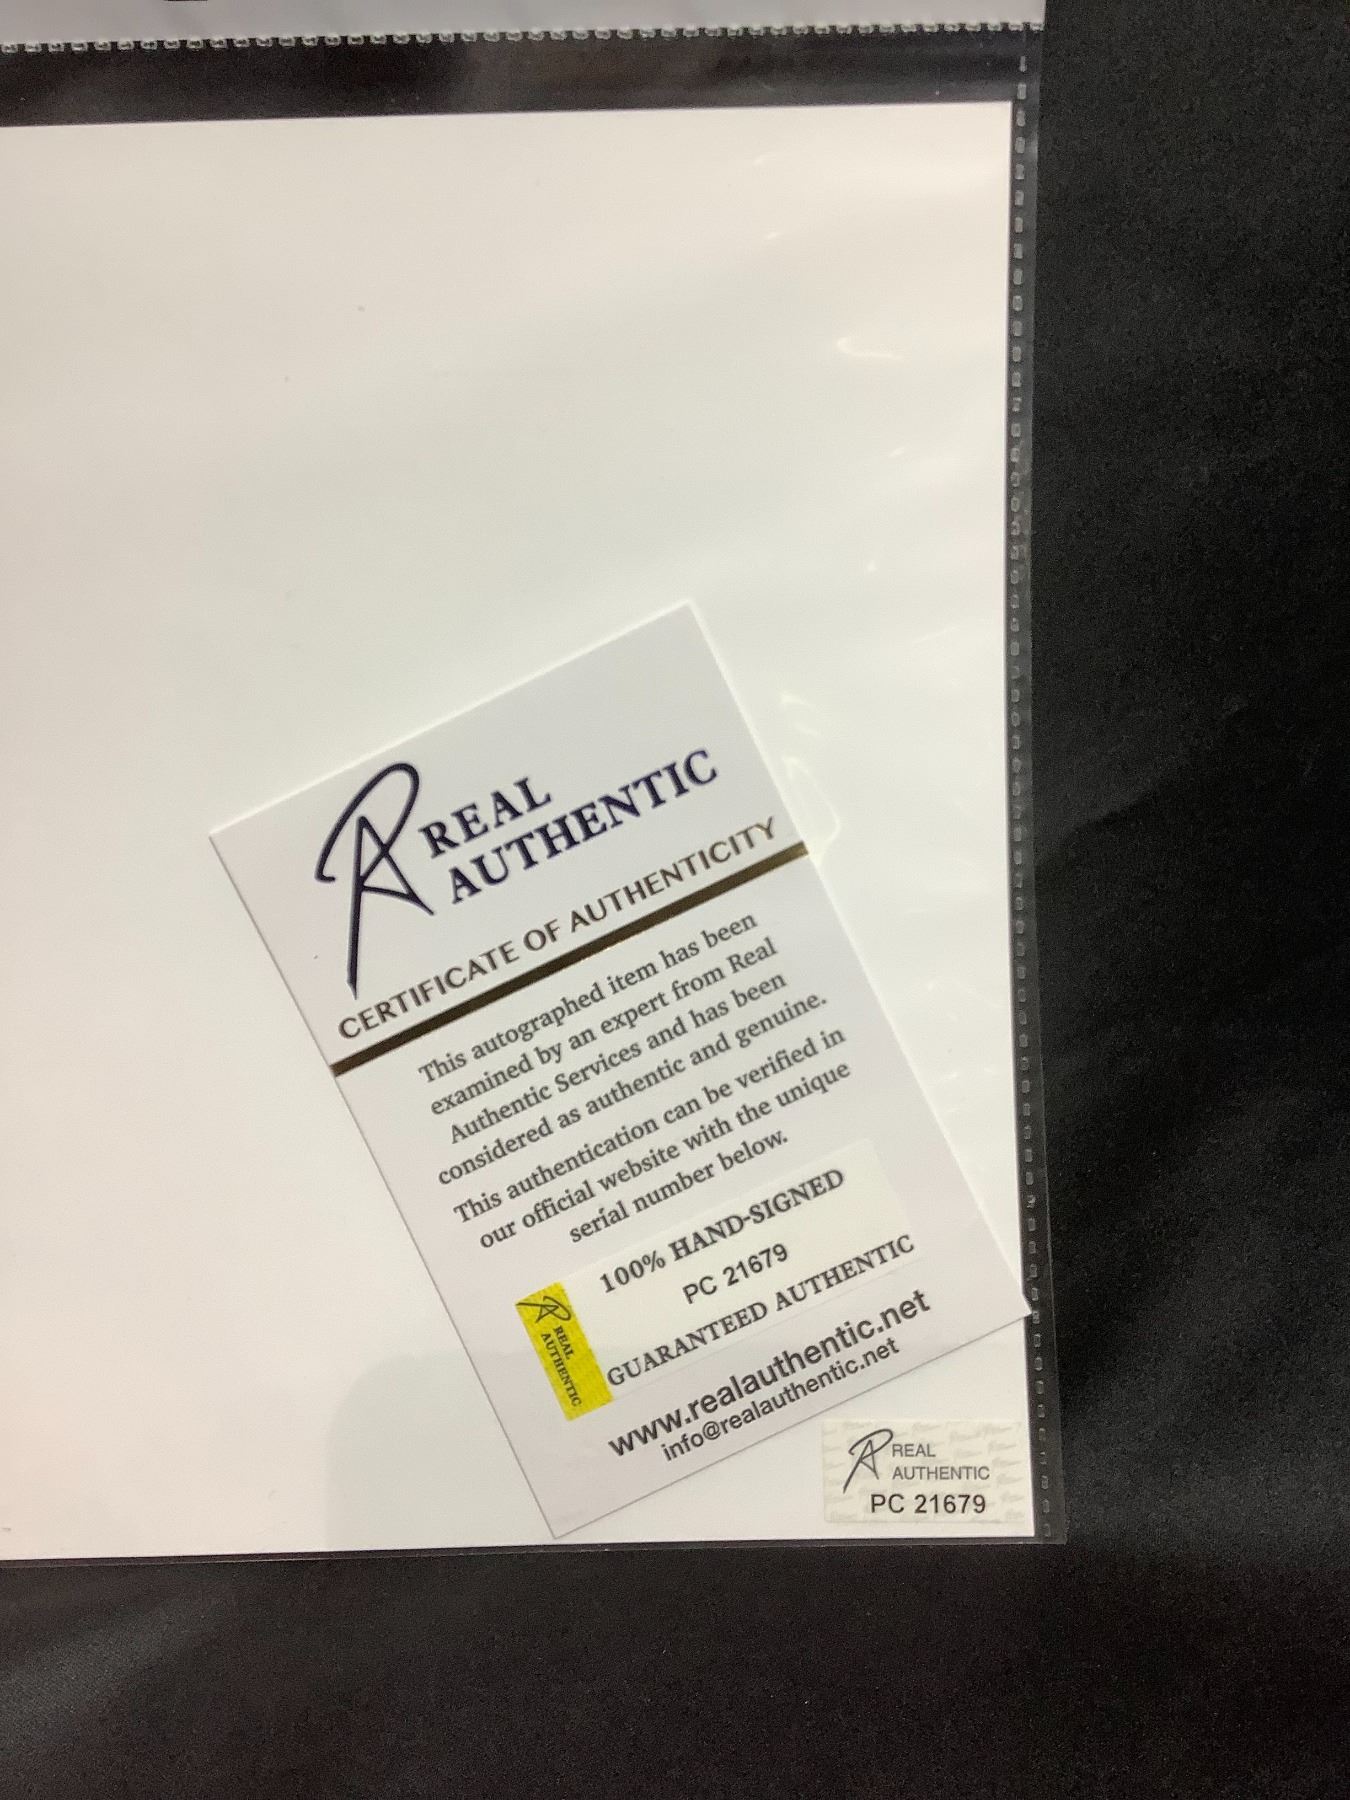 REAL
AUTHENTIC
CERTIFICATE OF AUTHENTICITY
This autographed item has been
examined by an expert from Real
Authentic Services and has been
considered as authentic and genuine.
This authentication can be verified in
our official website with the unique
serial number below.
100% HAND-SIGNED
PC 21679
GUARANTEED AUTHENTIC
REAL
AUTHENTIC
www.realauthentic.net
info@realauthentic.net
REAL
AUTHENTIC
PC 21679